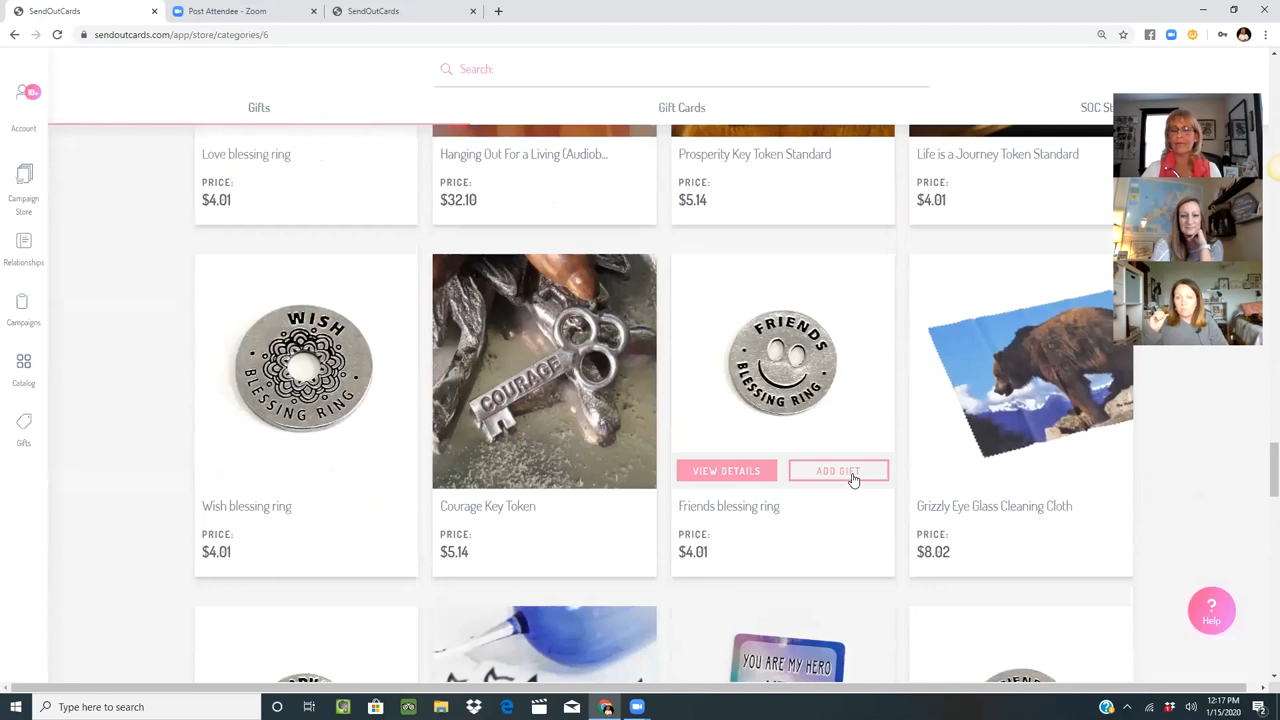 SendOutCards
Post Attendee - Zoom
SendOutCards
sendoutcards.com/app/store/categories/6
Search:
10+
Account
Campaign
Store
Relationships
Campaigns
Catalog
Gifts
Gifts
Gift Cards
SOC St
Love blessing ring
PRICE:
$4.01
Hanging Out For a Living (Audiob...
PRICE:
$32.10
Prosperity Key Token Standard
PRICE:
$5.14
Life is a Journey Token Standard
PRICE:
$4.01
WISH
BLESSING RING
Wish blessing ring
PRICE:
$4.01
COURAGE
Courage Key Token
PRICE:
$5.14
FRIENDS
BLESSING RING
VIEW DETAILS
ADD GIFT
Friends blessing ring
PRICE:
$4.01
Grizzly Eye Glass Cleaning Cloth
PRICE:
$8.02
YOU ARE MY HERO
?
Help
Type here to search
12:17 PM
1/15/2020
2